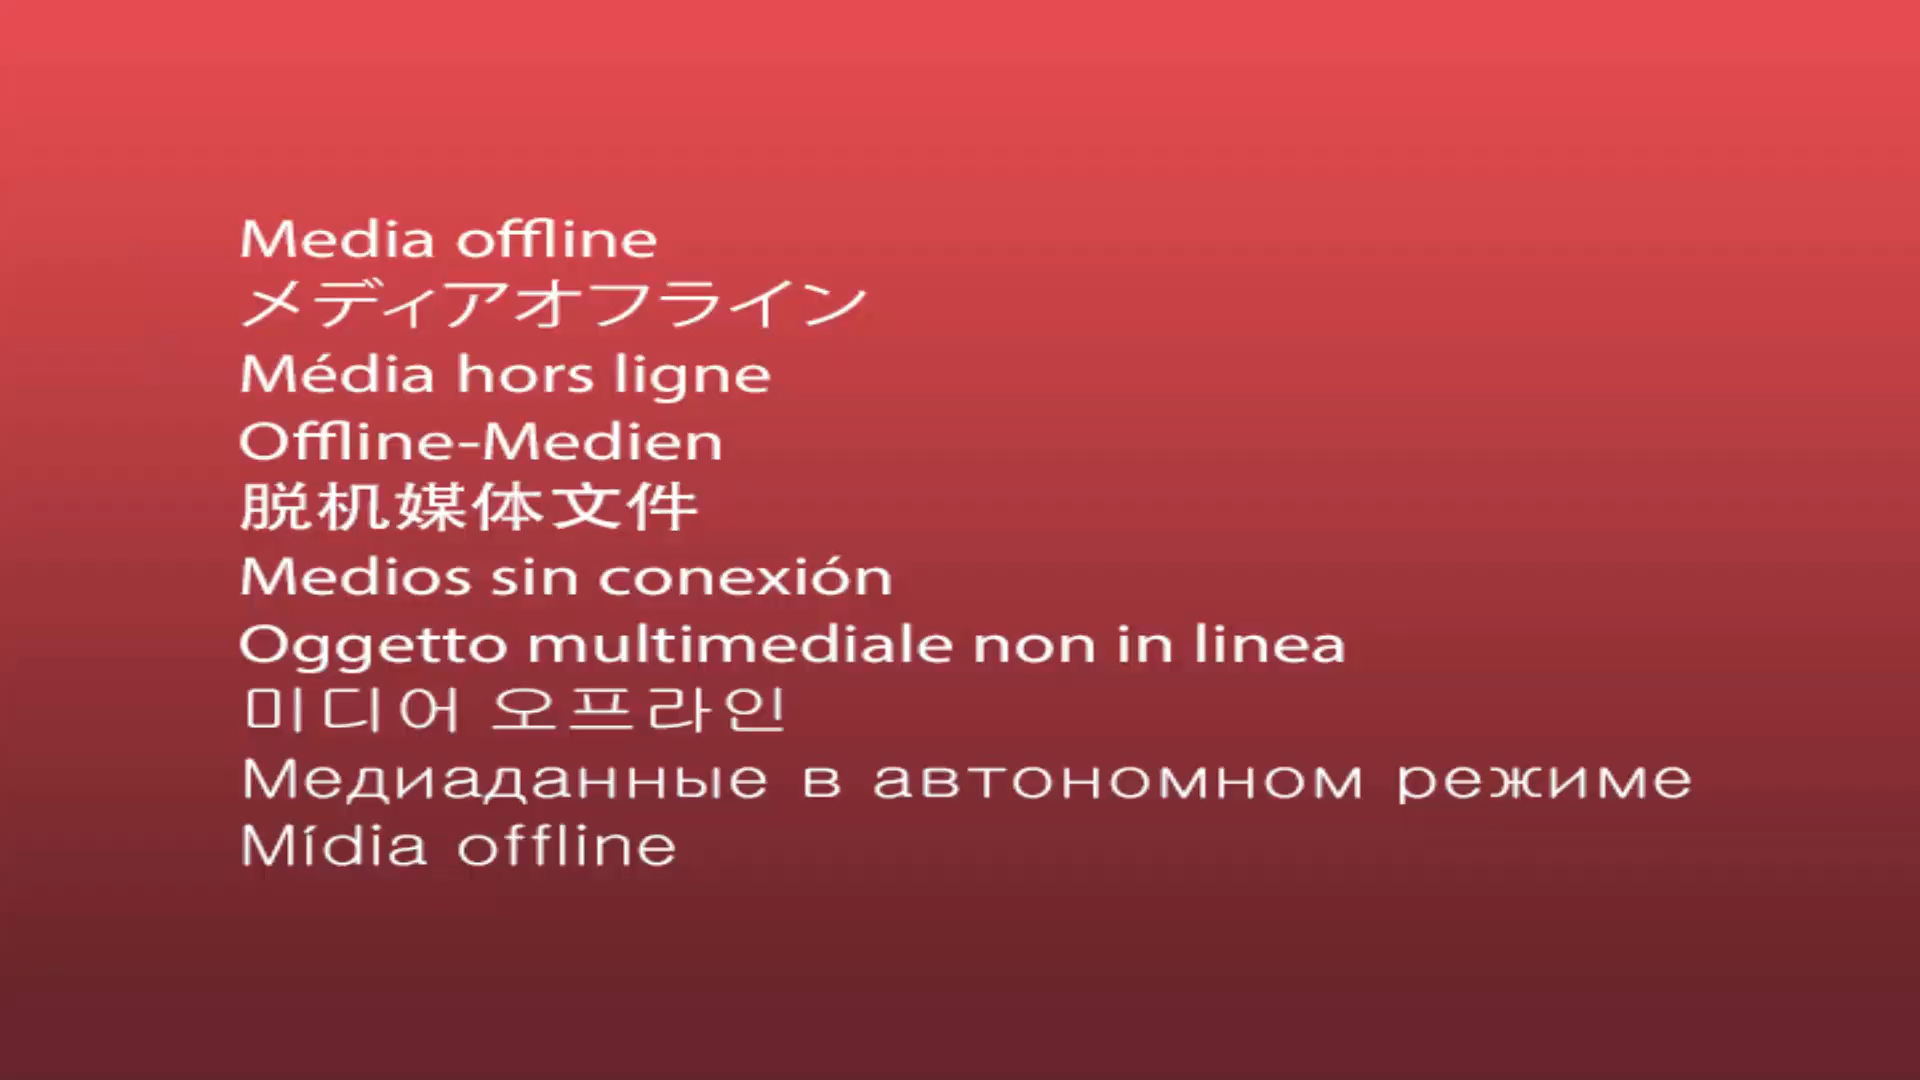 Media offline
メディアオフライン
Média hors ligne
Offline-Medien
脱机媒体文件
Medios sin conexión
Oggetto multimediale non in linea
미디어 오프라인
Медиаданные в автономном режиме
Mídia offline